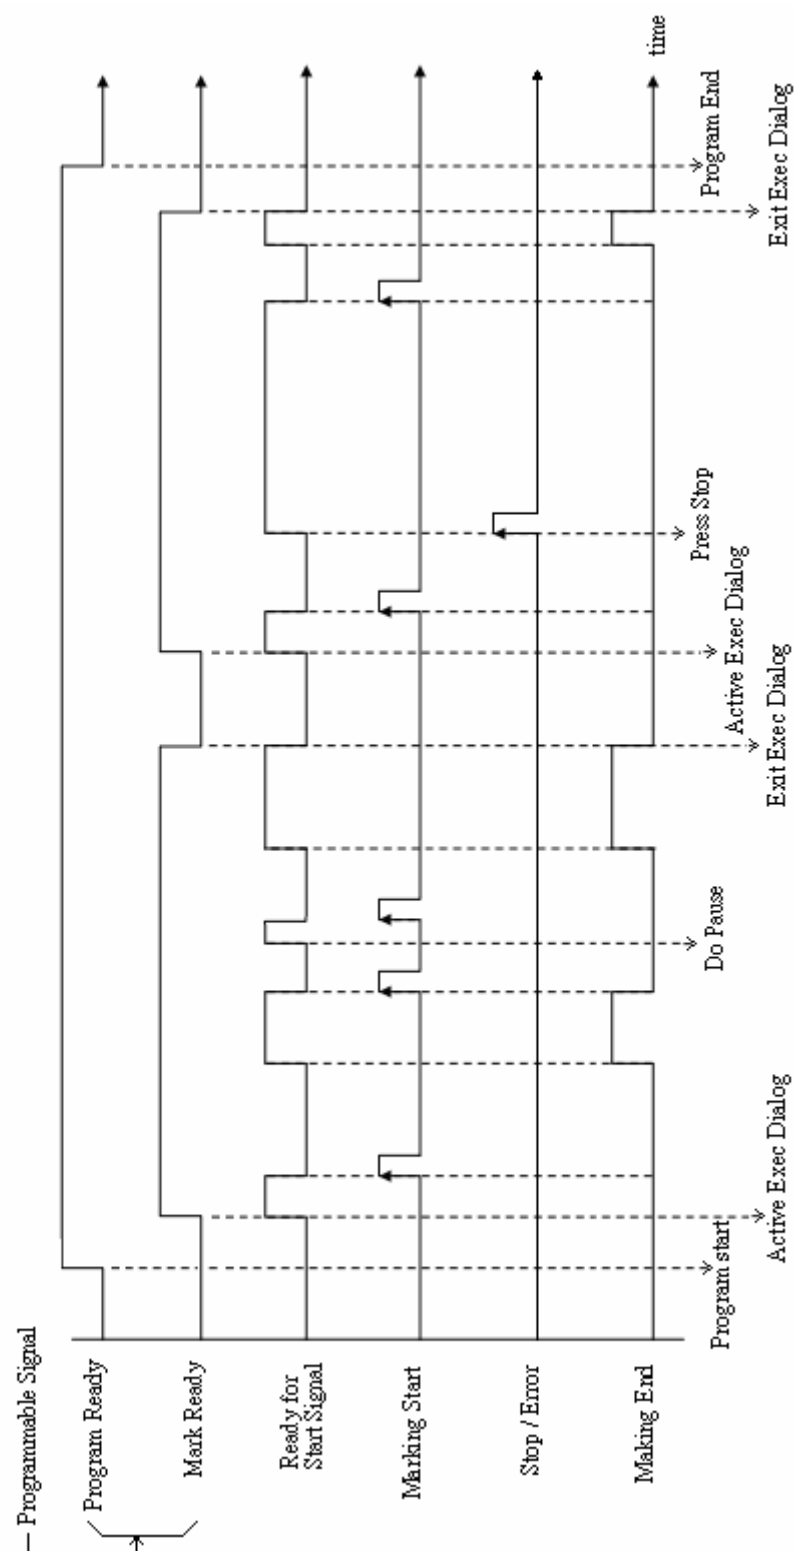 Programmable Signal
Program Ready
Mark Ready
Ready for
Start Signal
Marking Start
Stop / Error
Making End
time
Program start
Active Exec Dialog
Do Pause
Exit Exec Dialog
Active Exec Dialog
Press Stop
Exit Exec Dialog
Program End